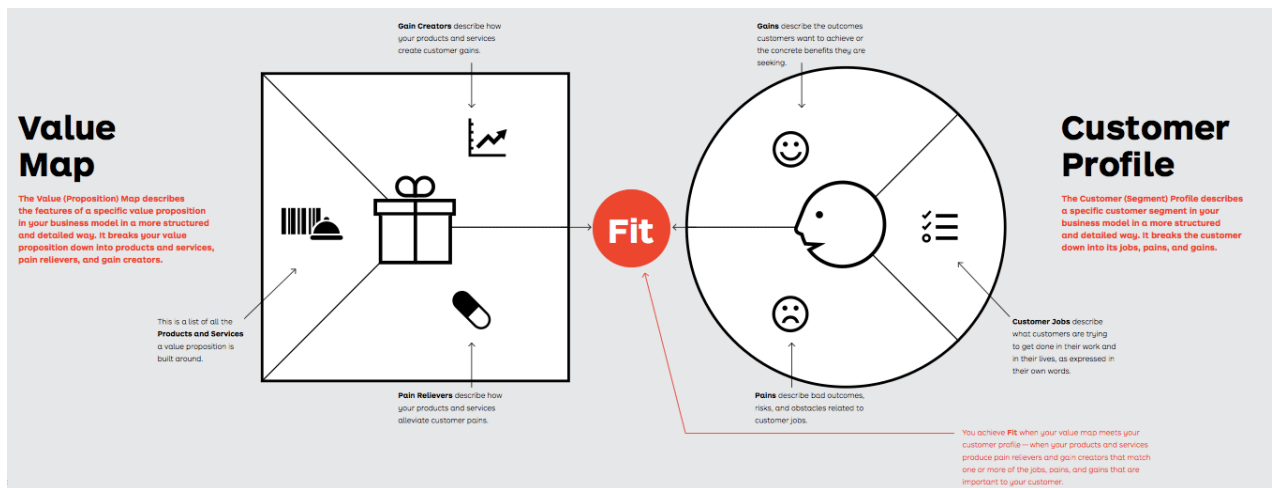 Value
Map
The Value (Proposition) Map describes
the features of a specific value proposition
in your business model in a more structured
and detailed way. It breaks your value
proposition down into products and services,
pain relievers, and gain creators.
Gain Creators describe how
your products and services
create customer gains.
This is a list of all the
Products and Services
a value proposition is
built around.
Pain Relievers describe how
your products and services
alleviate customer pains.
Fit
Gains describe the outcomes
customers want to achieve or
the concrete benefits they are
seeking.
Customer
Profile
The Customer (Segment) Profile describes
a specific customer segment in your
business model in a more structured
and detailed way. It breaks the customer
down into its jobs, pains, and gains.
Customer Jobs describe
what customers are trying
to get done in their work and
in their lives, as expressed in
their own words.
Pains describe bad outcomes,
risks, and obstacles related to
customer jobs.
You achieve Fit when your value map meets your
customer profile—when your products and services
produce pain relievers and gain creators that match
one or more of the jobs, pains, and gains that are
important to your customer.